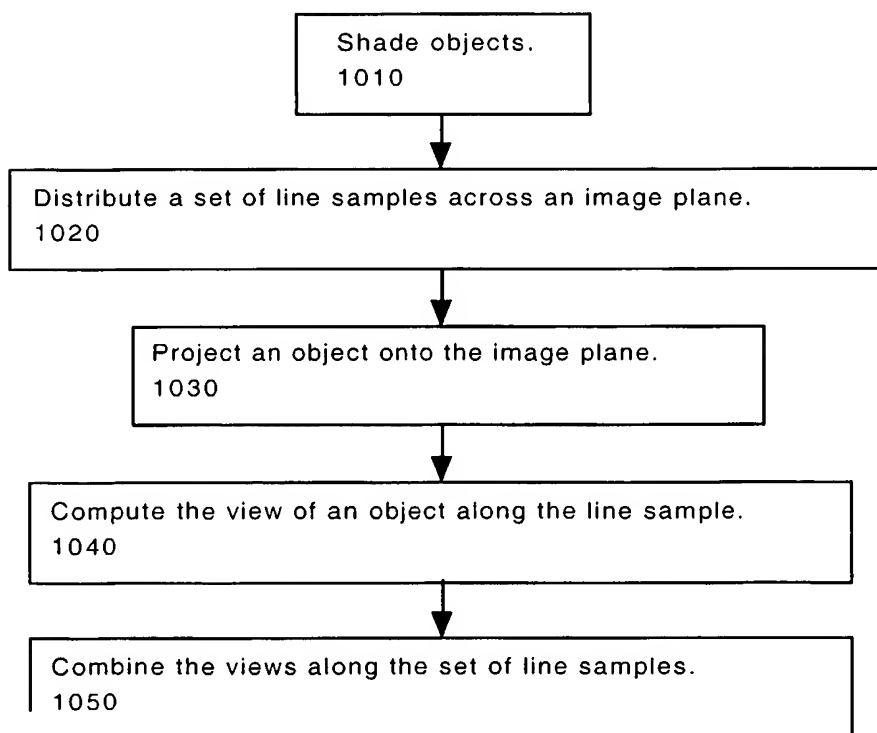 Shade objects.
1010
Distribute a set of line samples across an image plane.
1020
Project an object onto the image plane.
1030
Compute the view of an object along the line sample.
1040
Combine the views along the set of line samples.
1050